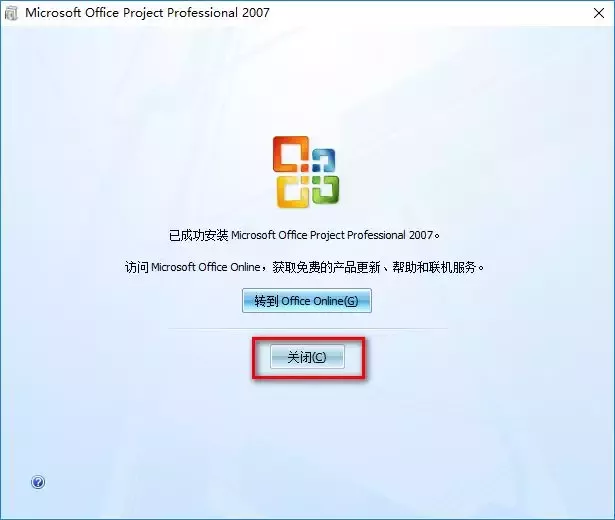 Microsoft Office Project Professional 2007
已成功安装 Microsoft Office Project Professional 2007。
访问 Microsoft Office Online，获取免费的产品更新、帮助和联机服务。
转到 Office Online(G)
关闭(C)